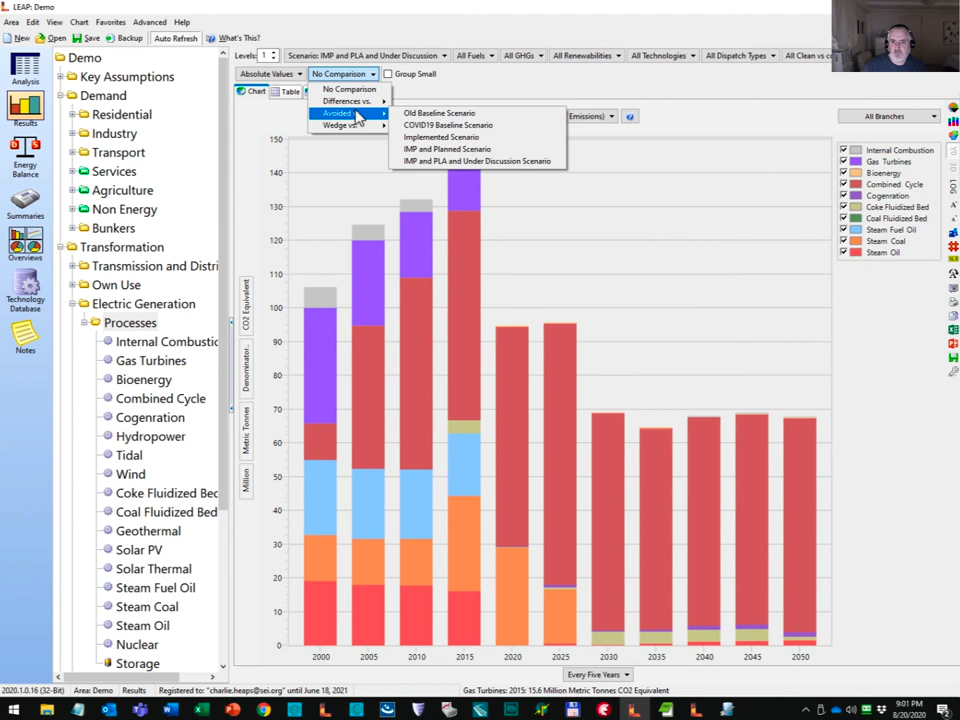 LEAP: Demo
Area Edit View Chart Favorites Advanced Help
New Open Save Backup Auto Refresh What's This?
Levels: 1 Scenario: IMP and PLA and Under Discussion All Fuels All GHGs All Renewabilities All Technologies All Dispatch Types All Clean vs co
Absolute Values No Comparison Group Small
Chart Table
No Comparison
Differences vs.
Avoided
Wedge vs.
Old Baseline Scenario
COVID19 Baseline Scenario
Implemented Scenario
IMP and Planned Scenario
IMP and PLA and Under Discussion Scenario
Emissions)
All Branches
Analysis
Results
Energy
Balance
Summaries
Overviews
Technology
Database
Notes
Demo
Key Assumptions
Demand
Residential
Industry
Transport
Services
Agriculture
Non Energy
Bunkers
Transformation
Transmission and Distri
Own Use
Electric Generation
Processes
Internal Combustic
Gas Turbines
Bioenergy
Combined Cycle
Cogenration
Hydropower
Tidal
Wind
Coke Fluidized Bed
Coal Fluidized Bed
Geothermal
Solar PV
Solar Thermal
Steam Fuel Oil
Steam Coal
Steam Oil
Nuclear
Storage
CO2 Equivalent
Denominator..
Metric Tonnes
Million
150
140
130
120
110
100
90
80
70
60
50
40
30
20
10
0
2000 2005 2010 2015 2020 2025 2030 2035 2040 2045 2050
Every Five Years
Internal Combustion
Gas Turbines
Bioenergy
Combined Cycle
Cogenration
Coke Fluidized Bed
Coal Fluidized Bed
Steam Fuel Oil
Steam Coal
Steam Oil
LOG
2020.1.0.16 (32-Bit) Area: Demo Results Registered to: "charlie.heaps@sei.org" until June 18, 2021 Gas Turbines: 2015: 15.6 Million Metric Tonnes CO2 Equivalent
9:01 PM
8/20/2020